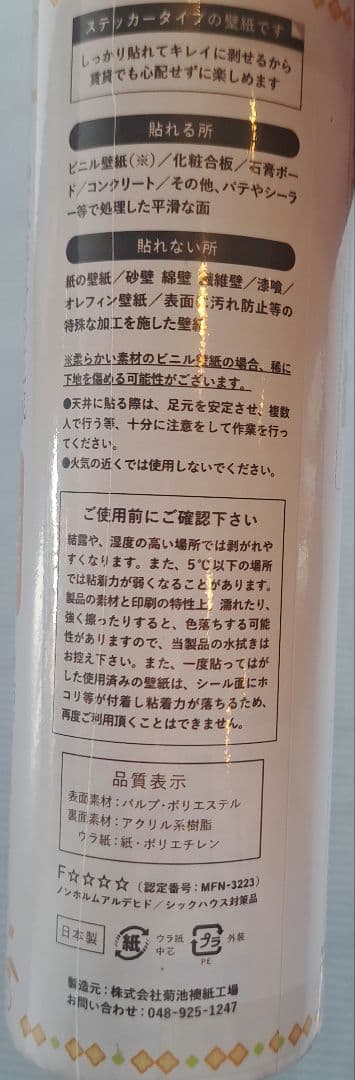 ステッカータイプの壁紙です
しっかり貼れてキレイに剥せるから
賃貸でも心配せずに楽しめます
貼れる所
ビニル壁紙(※)／化粧合板／石膏ボー
ド／コンクリート／その他、パテやシーラ
ー等で処理した平滑な面
貼れない所
紙の壁紙／砂壁 綿壁 繊維壁／漆喰／
オレフィン壁紙／表面に汚れ防止等の
特殊な加工を施した壁紙
※柔らかい素材のビニル壁紙の場合、稀に
下地を傷める可能性がございます。
●天井に貼る際は、足元を安定させ、複数
人で行う等、十分に注意をして作業を行っ
てください。
●火気の近くでは使用しないでください。
ご使用前にご確認下さい
結露や、湿度の高い場所では剥がれや
すくなります。また、5℃以下の場所
では粘着力が弱くなることがあります。
製品の素材と印刷の特性上、濡れたり、
強く擦ったりすると、色落ちする可能
性がありますので、当製品の水拭きは
お控え下さい。また、一度貼ってはが
した使用済みの壁紙は、シール面にホ
コリ等が付着し粘着力が落ちるため、
再度ご利用頂くことはできません。
品質表示
表面素材：パルプ・ポリエステル
裏面素材：アクリル系樹脂
ウラ紙：紙・ポリエチレン
F☆☆☆☆（認定番号：MFN-3223）
ノンホルムアルデヒド／シックハウス対策品
日本製 紙 ウラ紙 中芯 プラ PE 外装
製造元：株式会社菊池襖紙工場
お問い合わせ：048-925-1247